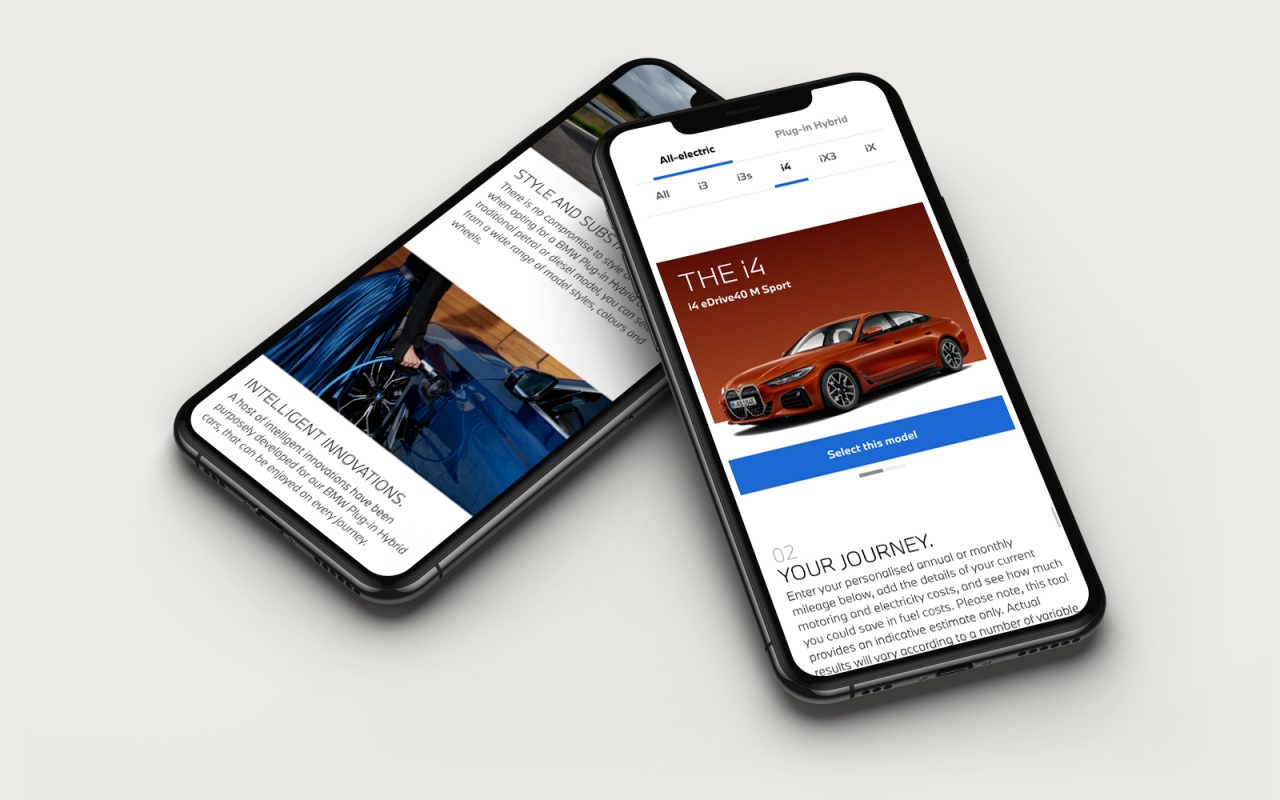 STYLE AND
There is no compromise to style
when opting for a BMW Plug-in Hybrid
traditional petrol or diesel model, you can
from a wide range of model styles, colours and
wheels.
INTELLIGENT INNOVATIONS.
A host of intelligent innovations have been
purposely developed for our BMW Plug-in Hybrid
cars, that can be enjoyed on every journey.
All-electric
Plug-in Hybrid
All i3 i3s i4 iX3 iX
THE i4
i4 eDrive40 M Sport
Select this model
02
YOUR JOURNEY.
Enter your personalised annual or monthly
mileage below, add the details of your current
motoring and electricity costs, and see how much
you could save in fuel costs. Please note, this tool
provides an indicative estimate only. Actual
results will vary according to a number of variable